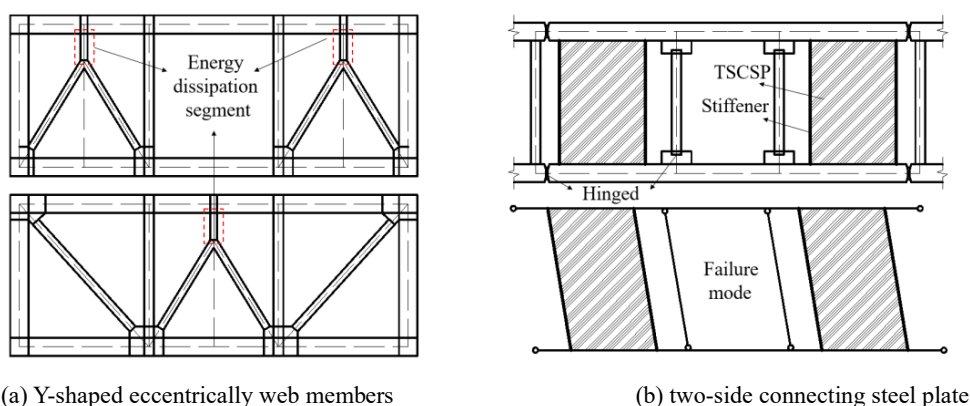 Energy
dissipation
segment
(a) Y-shaped eccentrically web members
TSCSP
Stiffener
Hinged
Failure
mode
(b) two-side connecting steel plate